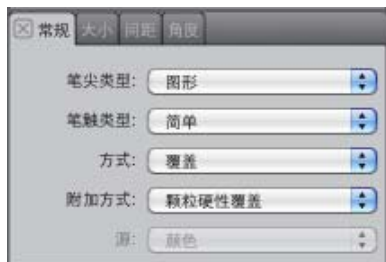 常规 大小 间距 角度
笔尖类型: 图形
笔触类型: 简单
方式: 覆盖
附加方式: 颗粒硬性覆盖
源: 颜色